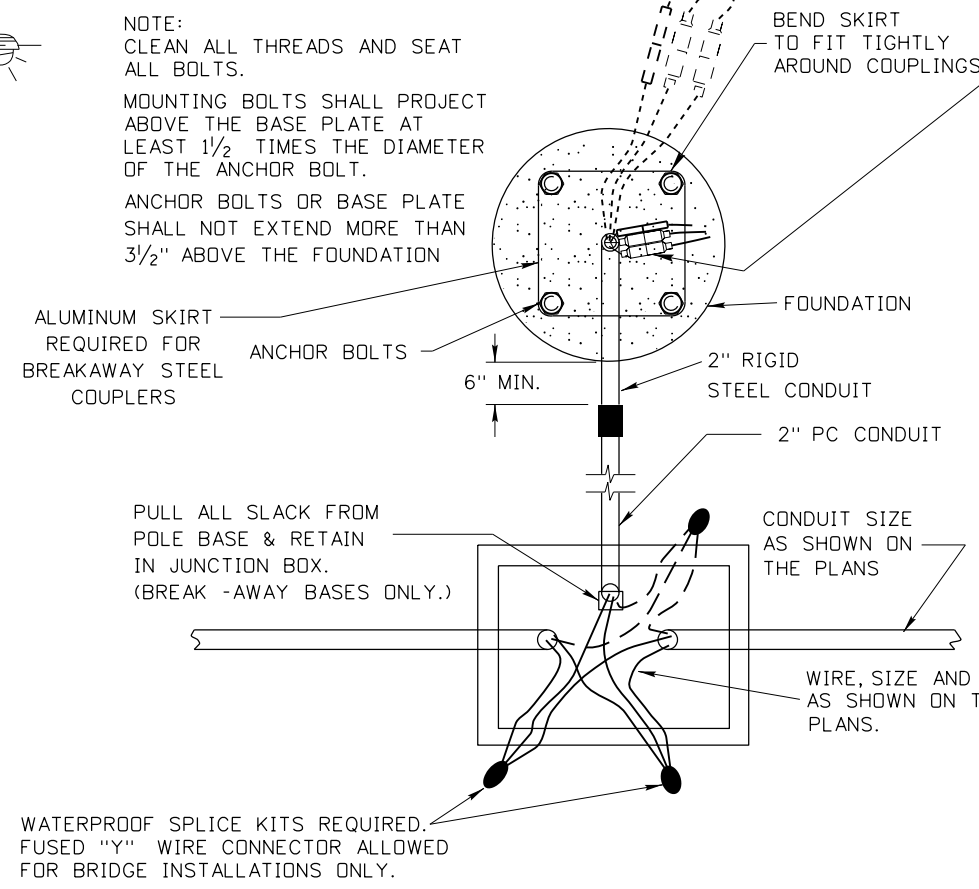 NOTE:
CLEAN ALL THREADS AND SEAT
ALL BOLTS.
MOUNTING BOLTS SHALL PROJECT
ABOVE THE BASE PLATE AT
LEAST 1 1/2 TIMES THE DIAMETER
OF THE ANCHOR BOLT.
ANCHOR BOLTS OR BASE PLATE
SHALL NOT EXTEND MORE THAN
3 1/2" ABOVE THE FOUNDATION
BEND SKIRT
TO FIT TIGHTLY
AROUND COUPLINGS
FOUNDATION
ALUMINUM SKIRT
REQUIRED FOR
BREAKAWAY STEEL
COUPLERS
ANCHOR BOLTS
6" MIN.
2" RIGID
STEEL CONDUIT
2" PC CONDUIT
PULL ALL SLACK FROM
POLE BASE & RETAIN
IN JUNCTION BOX.
(BREAK -AWAY BASES ONLY.)
CONDUIT SIZE
AS SHOWN ON
THE PLANS
WIRE, SIZE AND
AS SHOWN ON
PLANS.
WATERPROOF SPLICE KITS REQUIRED.
FUSED "Y" WIRE CONNECTOR ALLOWED
FOR BRIDGE INSTALLATIONS ONLY.